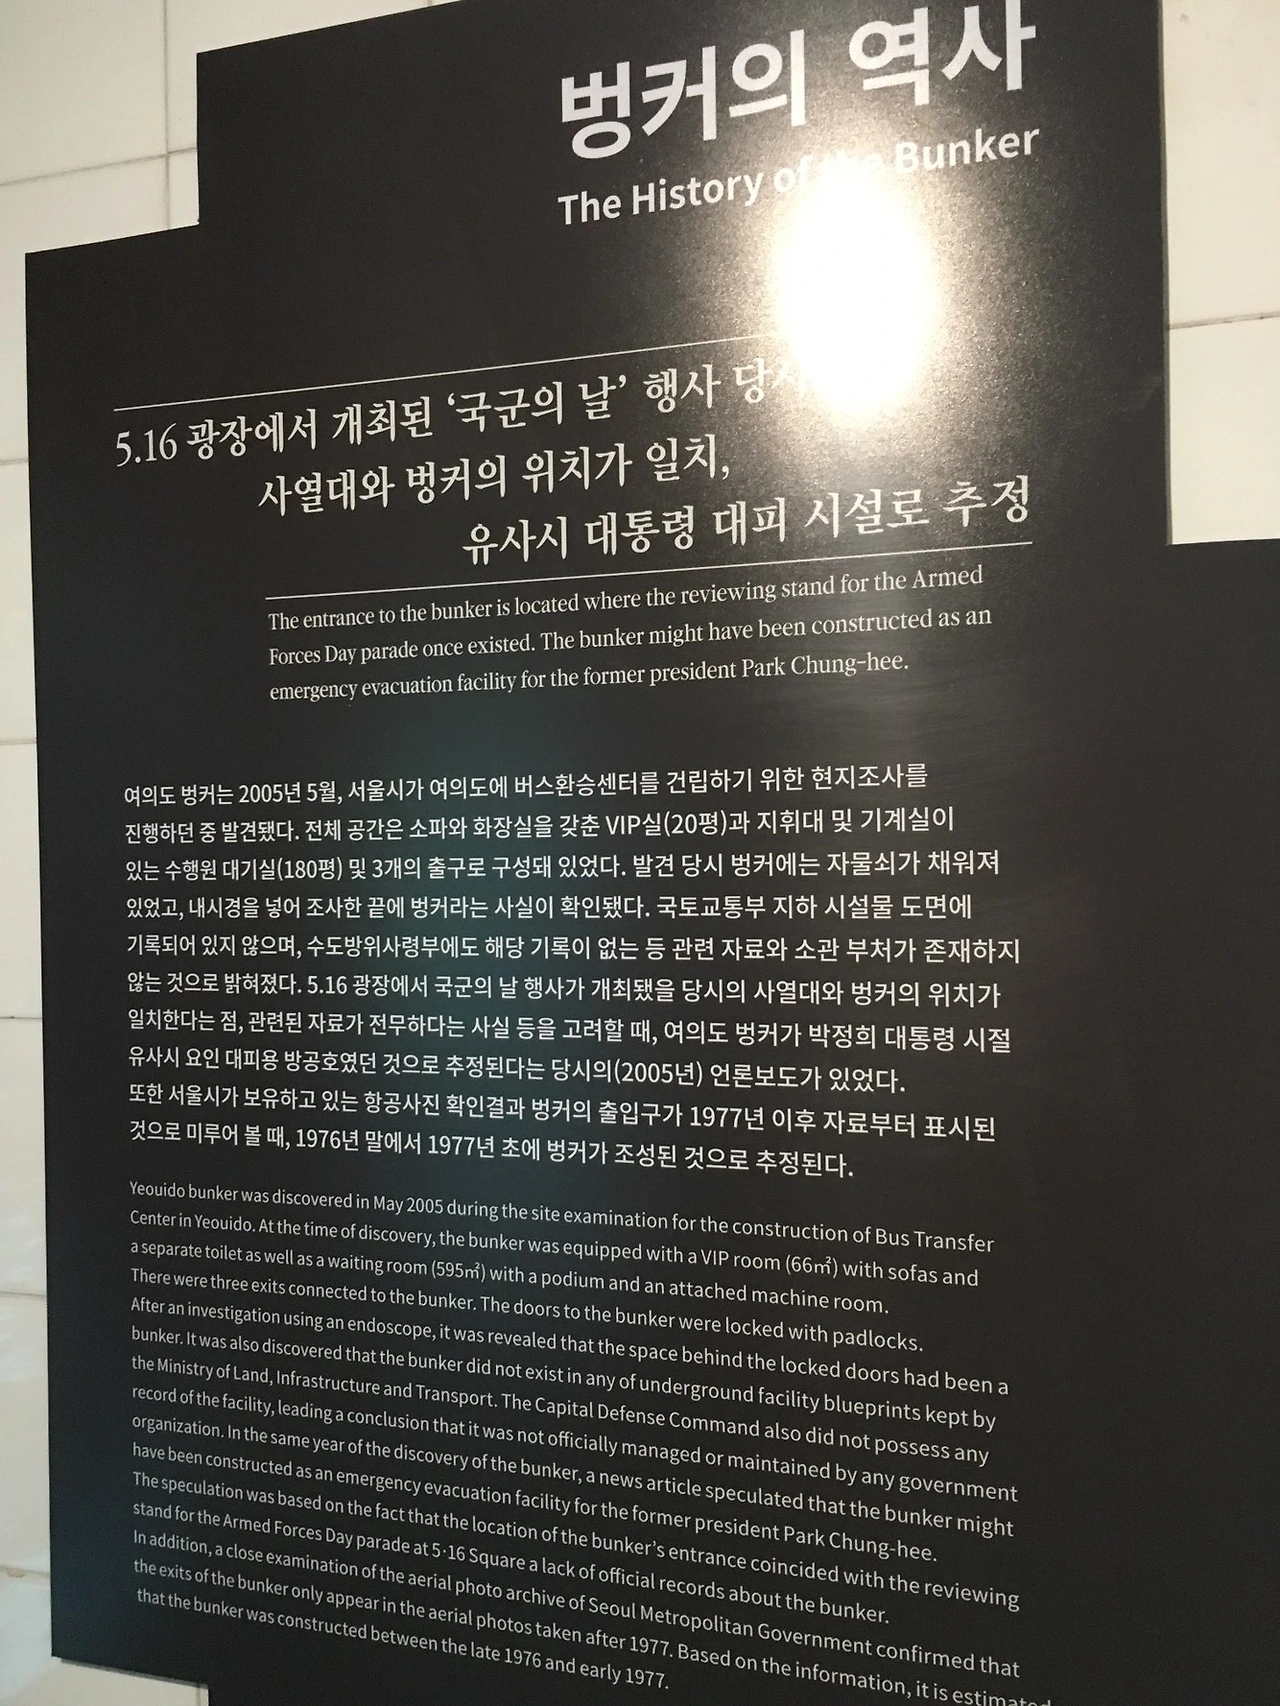 벙커의 역사
The History of the Bunker
5.16 광장에서 개최된 ‘국군의 날’ 행사 당시
사열대와 벙커의 위치가 일치,
유사시 대통령 대피 시설로 추정
The entrance to the bunker is located where the reviewing stand for the Armed
Forces Day parade once existed. The bunker might have been constructed as an
emergency evacuation facility for the former president Park Chung-hee.
여의도 벙커는 2005년 5월, 서울시가 여의도에 버스환승센터를 건립하기 위한 현지조사를
진행하던 중 발견됐다. 전체 공간은 소파와 화장실을 갖춘 VIP실(20평)과 지휘대 및 기계실이
있는 수행원 대기실(180평) 및 3개의 출구로 구성돼 있었다. 발견 당시 벙커에는 자물쇠가 채워져
있었고, 내시경을 넣어 조사한 끝에 벙커라는 사실이 확인됐다. 국토교통부 지하 시설물 도면에
기록되어 있지 않으며, 수도방위사령부에도 해당 기록이 없는 등 관련 자료와 소관 부처가 존재하지
않는 것으로 밝혀졌다. 5.16 광장에서 국군의 날 행사가 개최됐을 당시의 사열대와 벙커의 위치가
일치한다는 점, 관련된 자료가 전무하다는 사실 등을 고려할 때, 여의도 벙커가 박정희 대통령 시절
유사시 요인 대피용 방공호였던 것으로 추정된다는 당시의(2005년) 언론보도가 있었다.
또한 서울시가 보유하고 있는 항공사진 확인결과 벙커의 출입구가 1977년 이후 자료부터 표시된
것으로 미루어 볼 때, 1976년 말에서 1977년 초에 벙커가 조성된 것으로 추정된다.
Yeouido bunker was discovered in May 2005 during the site examination for the construction of Bus Transfer
Center in Yeouido. At the time of discovery, the bunker was equipped with a VIP room (66㎡) with sofas and
a separate toilet as well as a waiting room (595㎡) with a podium and an attached machine room.
There were three exits connected to the bunker. The doors to the bunker were locked with padlocks.
After an investigation using an endoscope, it was revealed that the space behind the locked doors had been a
bunker. It was also discovered that the bunker did not exist in any of underground facility blueprints kept by
the Ministry of Land, Infrastructure and Transport. The Capital Defense Command also did not possess any
record of the facility, leading a conclusion that it was not officially managed or maintained by any government
organization. In the same year of the discovery of the bunker, a news article speculated that the bunker might
have been constructed as an emergency evacuation facility for the former president Park Chung-hee.
The speculation was based on the fact that the location of the bunker's entrance coincided with the reviewing
stand for the Armed Forces Day parade at 5·16 Square a lack of official records about the bunker.
In addition, a close examination of the aerial photo archive of Seoul Metropolitan Government confirmed that
the exits of the bunker only appear in the aerial photos taken after 1977. Based on the information, it is estimated
that the bunker was constructed between the late 1976 and early 1977.